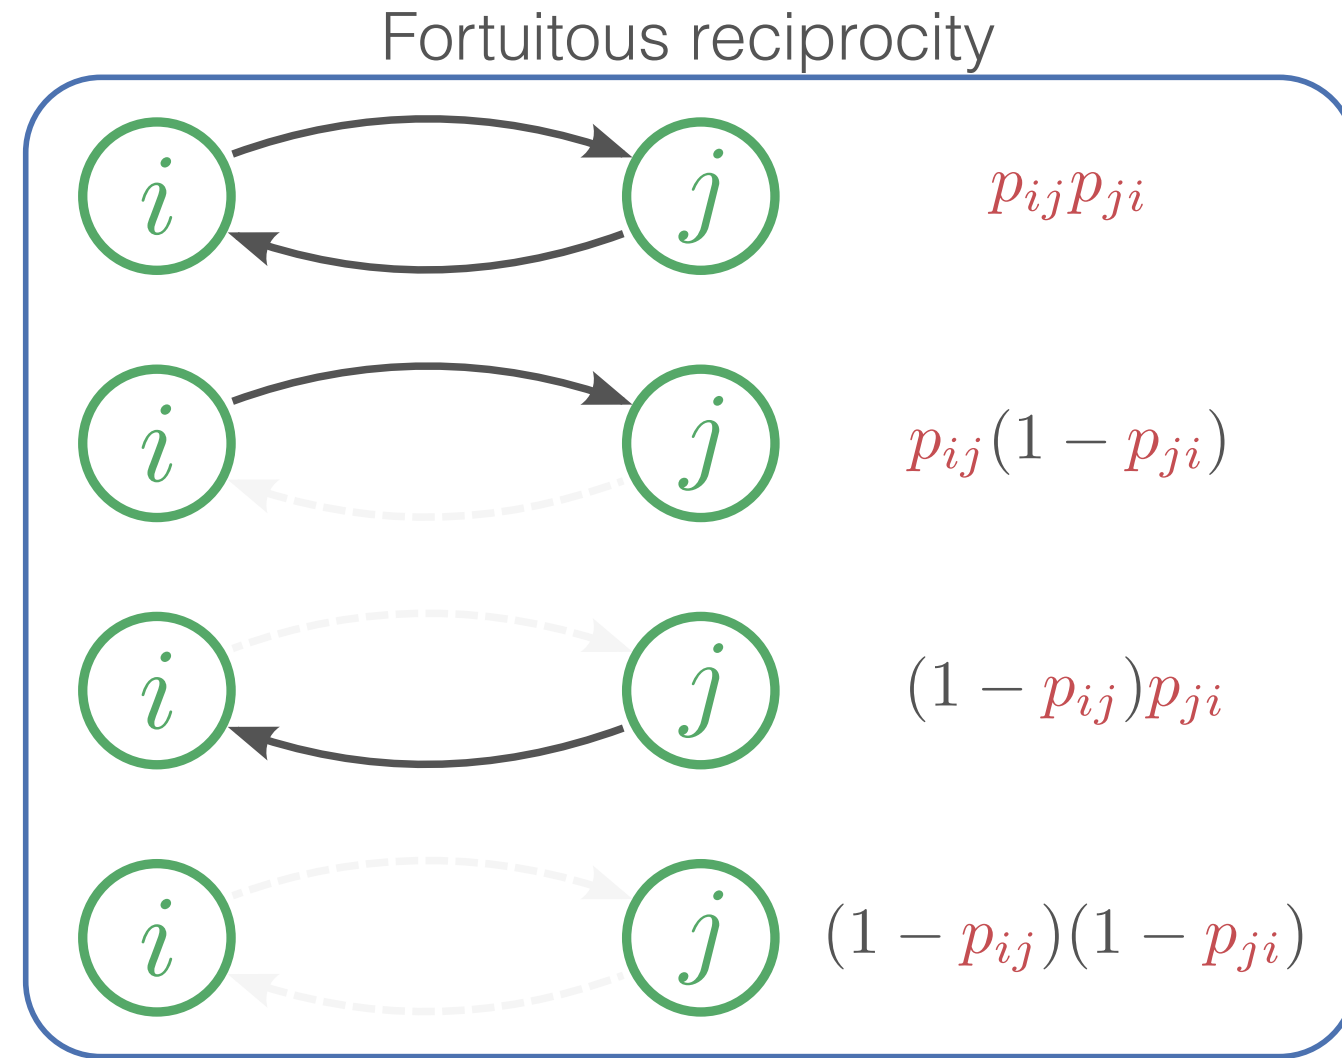 Fortuitous reciprocity
i j p_{ij}p_{ji}
i j p_{ij}(1 − p_{ji})
i j (1 − p_{ij})p_{ji}
i j (1 − p_{ij})(1 − p_{ji})